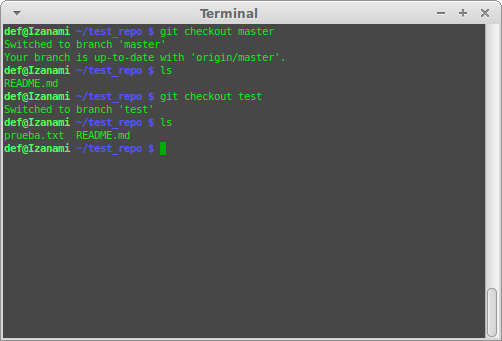 Terminal
def@Izanami ~/test_repo $ git checkout master
Switched to branch 'master'
Your branch is up-to-date with 'origin/master'.
def@Izanami ~/test_repo $ ls
README.md
def@Izanami ~/test_repo $ git checkout test
Switched to branch 'test'
def@Izanami ~/test_repo $ ls
prueba.txt  README.md
def@Izanami ~/test_repo $